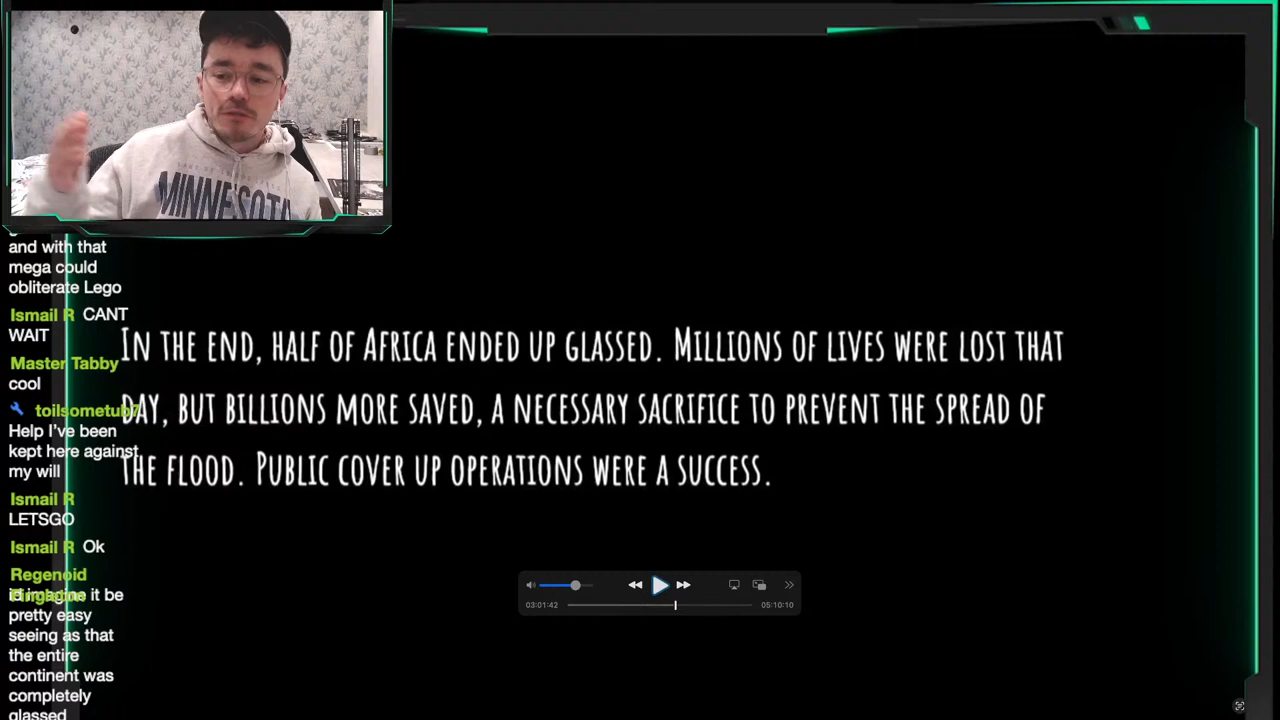 MINNESOTA
and with that
mega could
obliterate Lego
Ismail R CANT
WAIT
Master Tabby
cool
toilsometub
Help I've been
kept here against
my will
Ismail R
LETSGO
Ismail R Ok
Regenoid
it be
pretty easy
seeing as that
the entire
continent was
completely
glassed
In the end, half of Africa ended up glassed. Millions of lives were lost that
day, but billions more saved, a necessary sacrifice to prevent the spread of
the flood. Public cover up operations were a success.
03:01:42
05:10:10